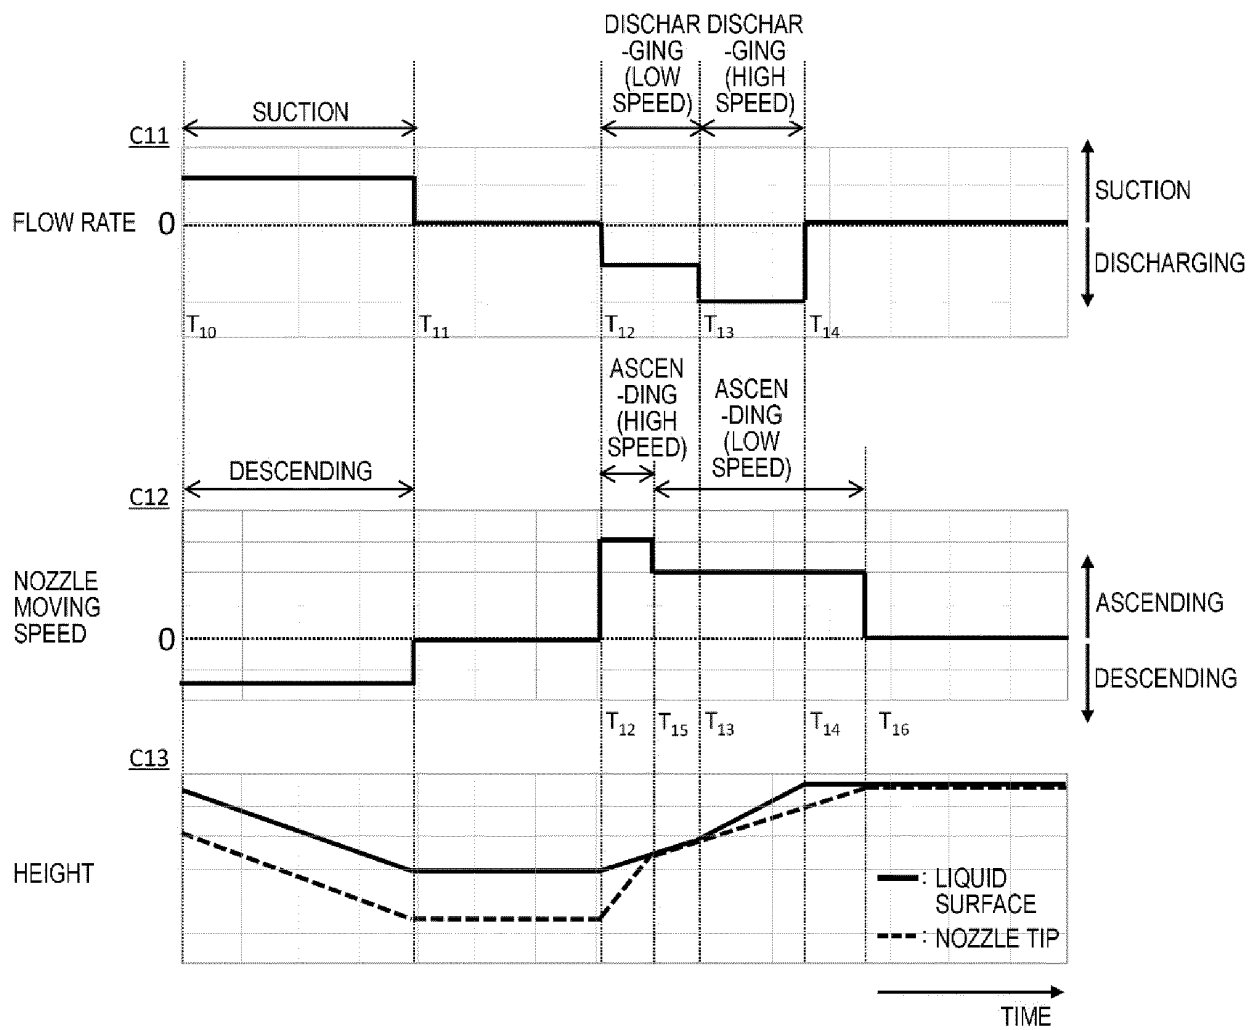 DISCHAR
-GING
(LOW
SPEED)
DISCHAR
-GING
(HIGH
SPEED)
SUCTION
C11
FLOW RATE
0
SUCTION
DISCHARGING
T10
T11
T12
T13
T14
ASCEN
-DING
(HIGH
SPEED)
ASCEN
-DING
(LOW
SPEED)
DESCENDING
C12
NOZZLE
MOVING
SPEED
0
ASCENDING
DESCENDING
T12
T15
T13
T14
T16
C13
HEIGHT
: LIQUID
SURFACE
: NOZZLE TIP
TIME